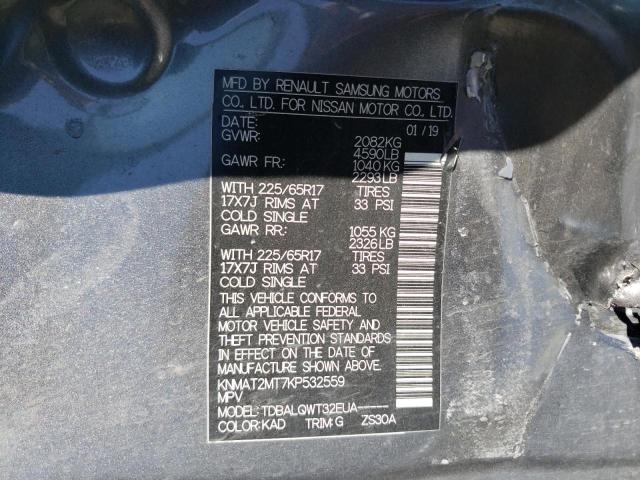 MFD BY RENAULT SAMSUNG MOTORS
CO. LTD. FOR NISSAN MOTOR CO. LTD.
DATE: 01/19
GVWR: 2082KG
4590LB
GAWR FR: 1040KG
2293LB
WITH 225/65R17 TIRES
17X7J RIMS AT 33 PSI
COLD SINGLE
GAWR RR: 1055 KG
2326LB
WITH 225/65R17 TIRES
17X7J RIMS AT 33 PSI
COLD SINGLE
THIS VEHICLE CONFORMS TO
ALL APPLICABLE FEDERAL
MOTOR VEHICLE SAFETY AND
THEFT PREVENTION STANDARDS
IN EFFECT ON THE DATE OF
MANUFACTURE SHOWN ABOVE.
KNMAT2MT7KP532559
MPV
MODEL: TDBALQWT32EUA-----
COLOR: KAD TRIM: G ZS30A